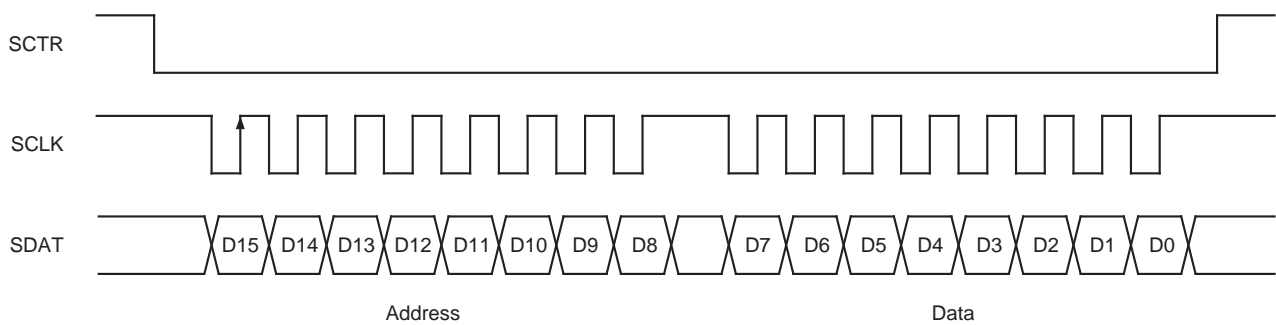 SCTR
SCLK
SDAT D15 D14 D13 D12 D11 D10 D9 D8 D7 D6 D5 D4 D3 D2 D1 D0
Address Data